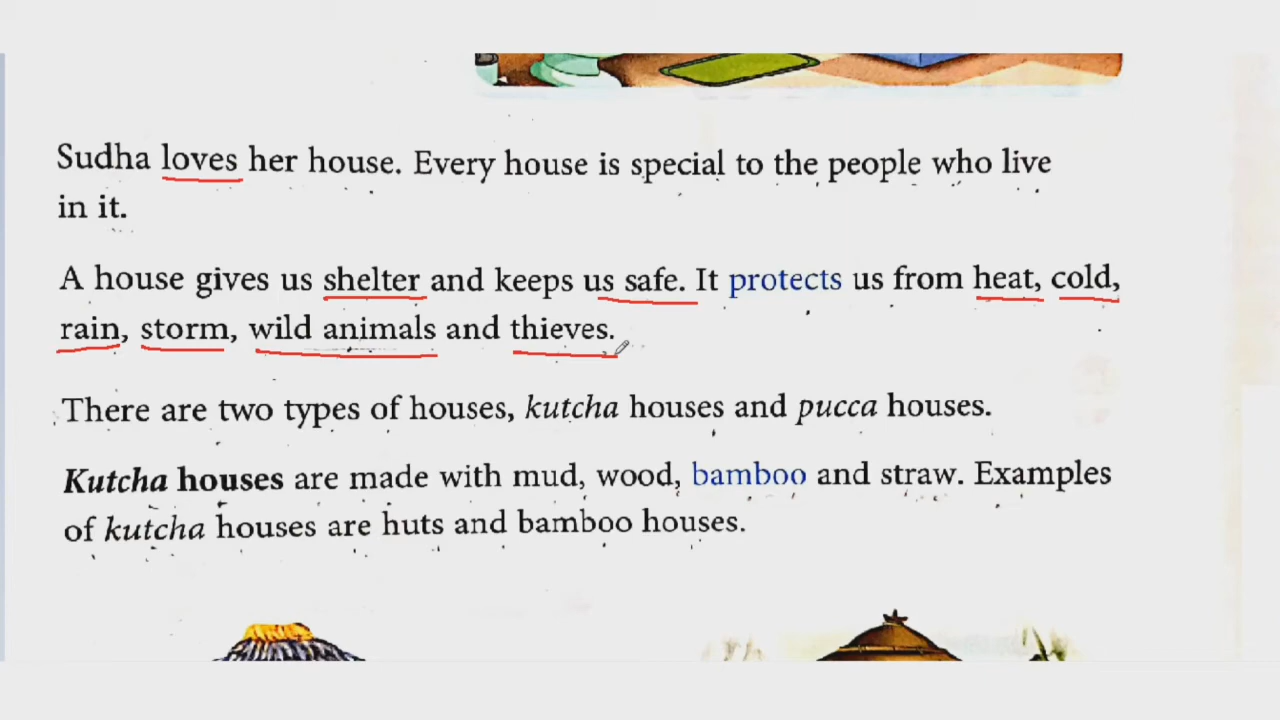 Sudha loves her house. Every house is special to the people who live
in it.
A house gives us shelter and keeps us safe. It protects us from heat, cold,
rain, storm, wild animals and thieves.
There are two types of houses, kutcha houses and pucca houses.
Kutcha houses are made with mud, wood, bamboo and straw. Examples
of kutcha houses are huts and bamboo houses.